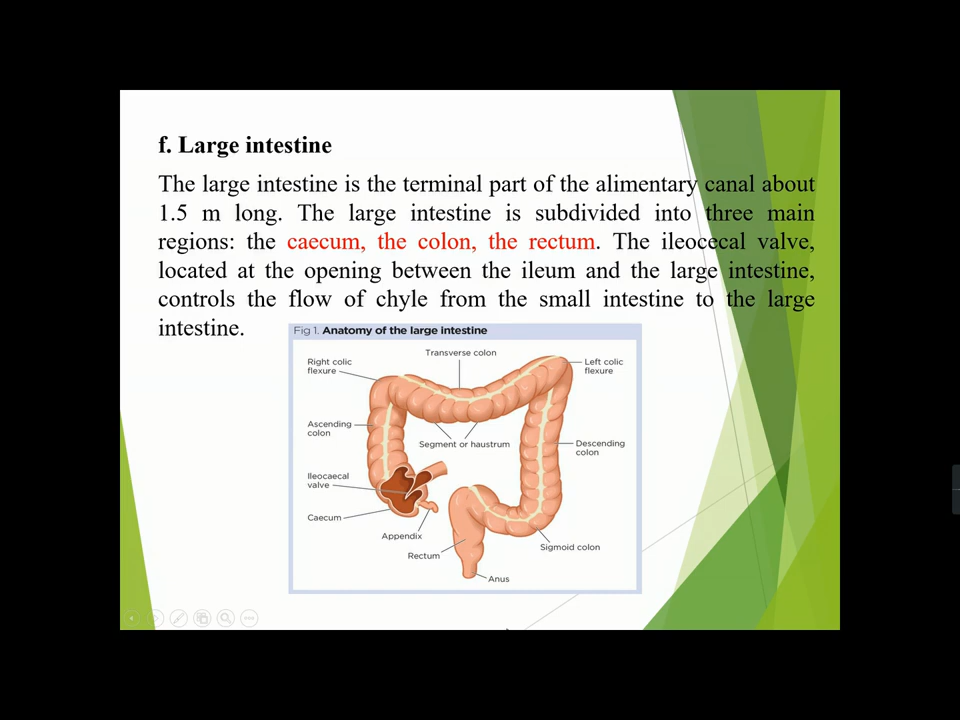 f. Large intestine
The large intestine is the terminal part of the alimentary canal about
1.5 m long. The large intestine is subdivided into three main
regions: the caecum, the colon, the rectum. The ileocecal valve,
located at the opening between the ileum and the large intestine,
controls the flow of chyle from the small intestine to the large
intestine.
Fig 1. Anatomy of the large intestine
Transverse colon
Right colic
flexure
Left colic
flexure
Ascending
colon
Segment or haustrum
Descending
colon
Ileocaecal
valve
Caecum
Appendix
Rectum
Sigmoid colon
Anus